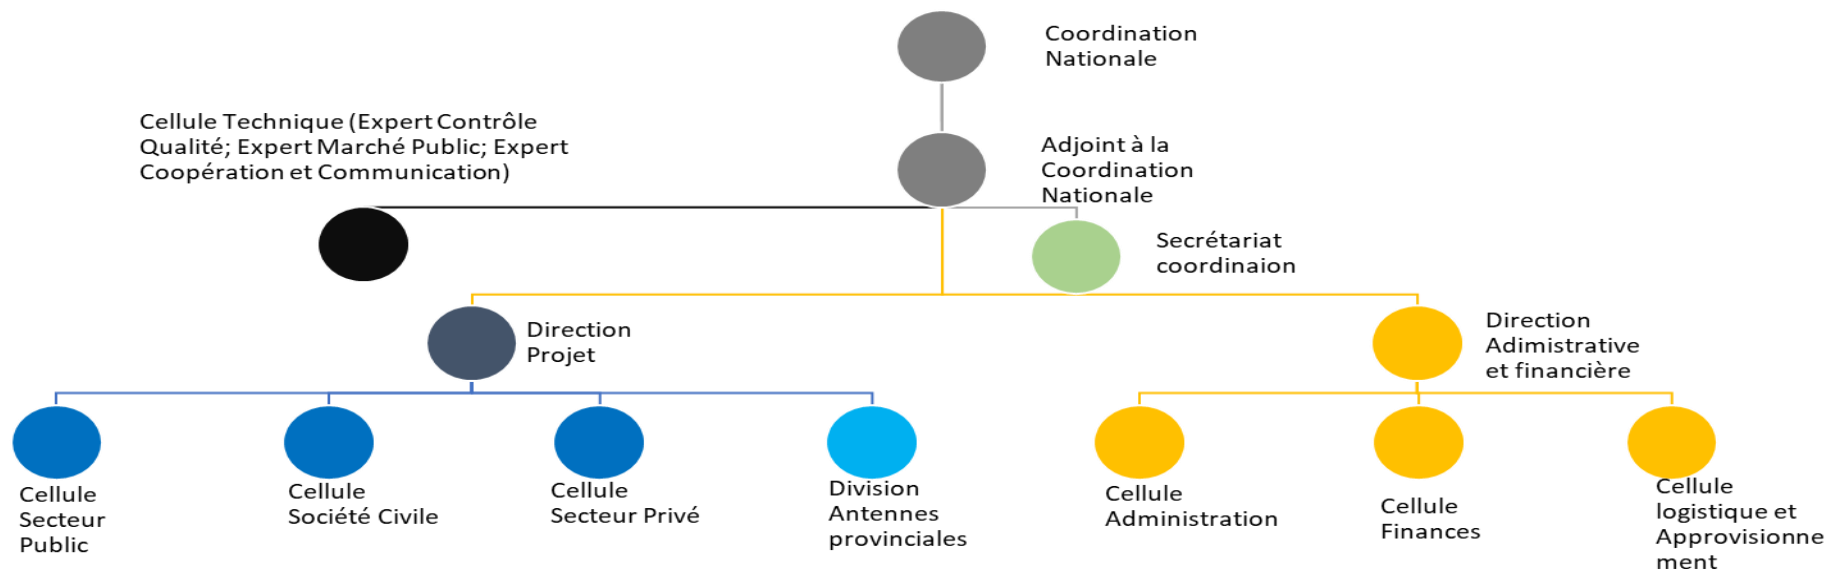 Coordination
Nationale
Cellule Technique (Expert Contrôle
Qualité; Expert Marché Public; Expert
Coopération et Communication)
Adjoint à la
Coordination
Nationale
Secrétariat
coordinaion
Direction
Projet
Direction
Adimistrative
et financière
Cellule
Secteur
Public
Cellule
Société Civile
Cellule
Secteur Privé
Division
Antennes
provinciales
Cellule
Administration
Cellule
Finances
Cellule
logistique et
Approvisionne
ment